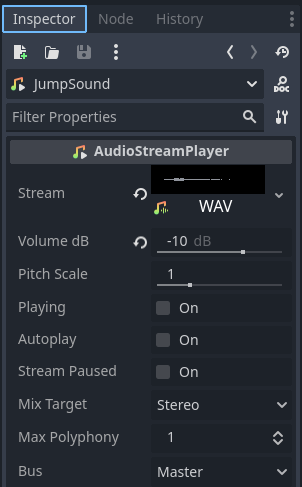 Inspector Node History
JumpSound
DOC
Filter Properties
AudioStreamPlayer
Stream WAV
Volume dB -10 dB
Pitch Scale 1
Playing On
Autoplay On
Stream Paused On
Mix Target Stereo
Max Polyphony 1
Bus Master